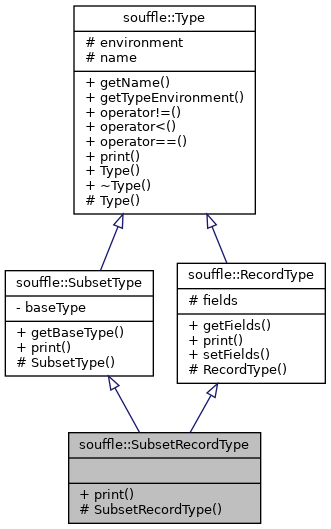 souffle::Type
# environment
# name
+ getName()
+ getTypeEnvironment()
+ operator!=()
+ operator<()
+ operator==()
+ print()
+ Type()
+ ~Type()
# Type()
souffle::SubsetType
- baseType
+ getBaseType()
+ print()
# SubsetType()
souffle::RecordType
# fields
+ getFields()
+ print()
+ setFields()
# RecordType()
souffle::SubsetRecordType
+ print()
# SubsetRecordType()